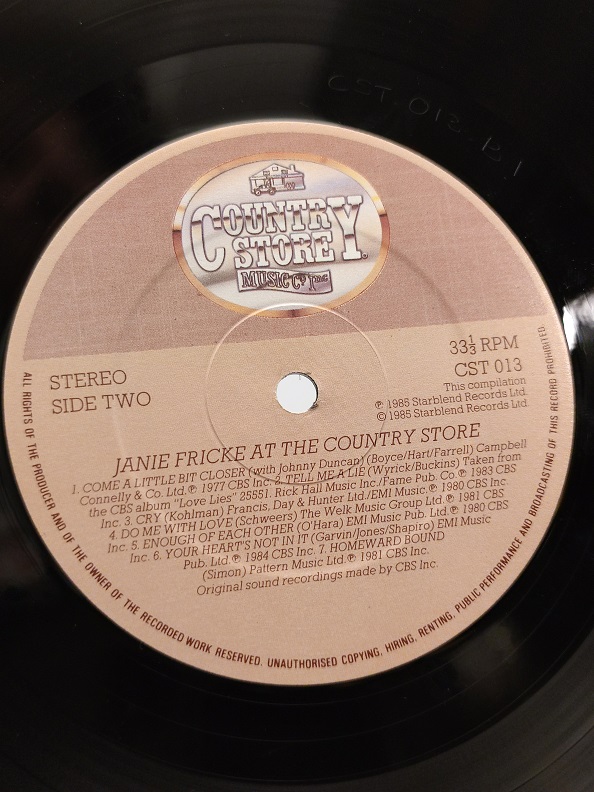 CST 013 B1
COUNTRY
STORE
MUSIC Co Inc
STEREO
SIDE TWO
33⅓ RPM
CST 013
This compilation
℗ 1985 Starblend Records Ltd.
© 1985 Starblend Records Ltd.
JANIE FRICKE AT THE COUNTRY STORE
1. COME A LITTLE BIT CLOSER (with Johnny Duncan) (Boyce/Hart/Farrell) Campbell
Connelly & Co. Ltd.℗ 1977 CBS Inc. 2. TELL ME A LIE (Wyrick/Buckins) Taken from
the CBS album "Love Lies" 25551. Rick Hall Music Inc./Fame Pub. Co.℗ 1983 CBS
Inc. 3. CRY (Kohlman) Francis, Day & Hunter Ltd./EMI Music.℗ 1980 CBS Inc.
4. DO ME WITH LOVE (Schweers) The Welk Music Group Ltd.℗ 1981 CBS
Inc. 5. ENOUGH OF EACH OTHER (O'Hara) EMI Pub. Ltd.℗ 1980 CBS
Inc. 6. YOUR HEART'S NOT IN IT (Garvin/Jones/Shapiro) EMI Music
Pub. Ltd.℗ 1984 CBS Inc. 7. HOMEWARD BOUND
(Simon) Pattern Music Ltd.℗ 1981 CBS Inc.
Original sound recordings made by CBS Inc.
ALL RIGHTS OF THE PRODUCER AND OF THE OWNER OF THE RECORDED WORK RESERVED. UNAUTHORISED COPYING, HIRING, RENTING, PUBLIC PERFORMANCE AND BROADCASTING OF THIS RECORD PROHIBITED.